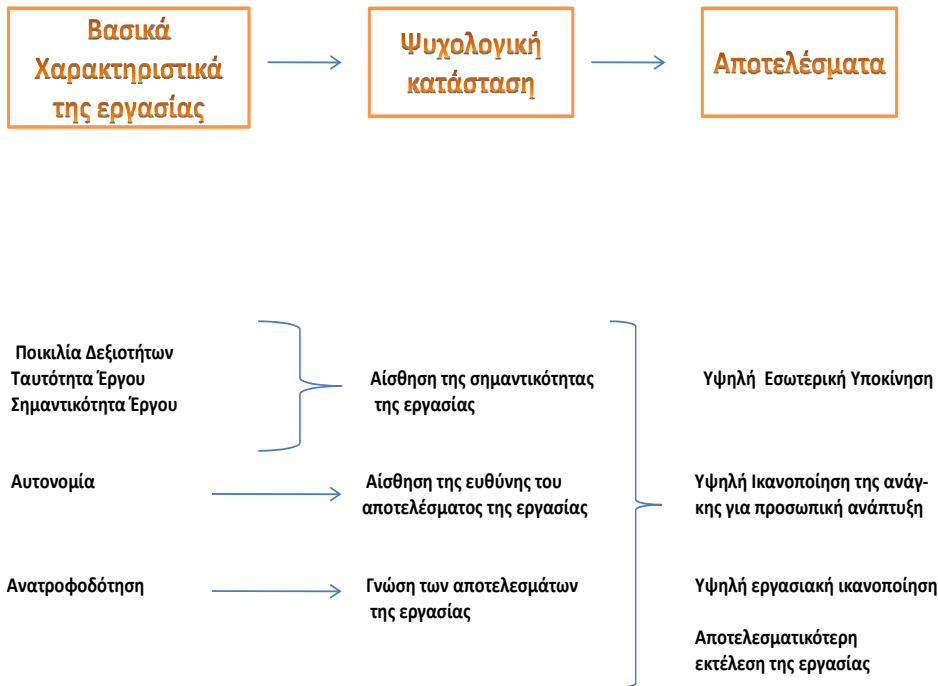 Βασικά
Χαρακτηριστικά
της εργασίας
Ψυχολογική
κατάσταση
Αποτελέσματα
Ποικιλία Δεξιοτήτων
Ταυτότητα Έργου
Σημαντικότητα Έργου
Αίσθηση της σημαντικότητας
της εργασίας
Υψηλή Εσωτερική Υποκίνηση
Αυτονομία
Αίσθηση της ευθύνης του
αποτελέσματος της εργασίας
Υψηλή Ικανοποίηση της ανάγ-
κης για προσωπική ανάπτυξη
Ανατροφοδότηση
Γνώση των αποτελεσμάτων
της εργασίας
Υψηλή εργασιακή ικανοποίηση
Αποτελεσματικότερη
εκτέλεση της εργασίας